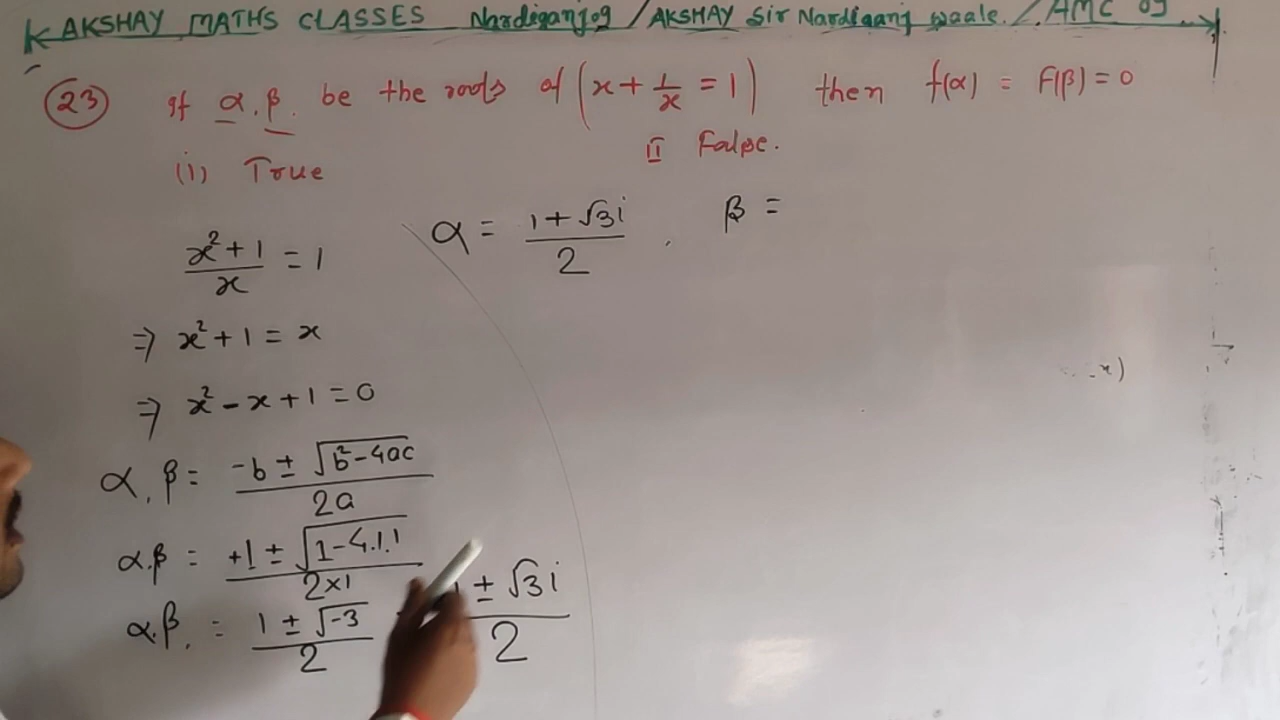 AKSHAY MATHS CLASSES Nardiganjog / AKSHAY Sir Nardiganj waale. / AMC 09
(23) If α, β. be the roots of (x + 1/x = 1) then f(α) = F(β) = 0
(i) True II False.
α = (1 + √3i)/2 , β =
(x² + 1)/x = 1
⇒ x² + 1 = x
⇒ x² - x + 1 = 0
α, β = (-b ± √(b² - 4ac))/2a
α.β = (+1 ± √(1 - 4.1.1))/(2×1)
α.β. = (1 ± √-3)/2 ± √3i/2